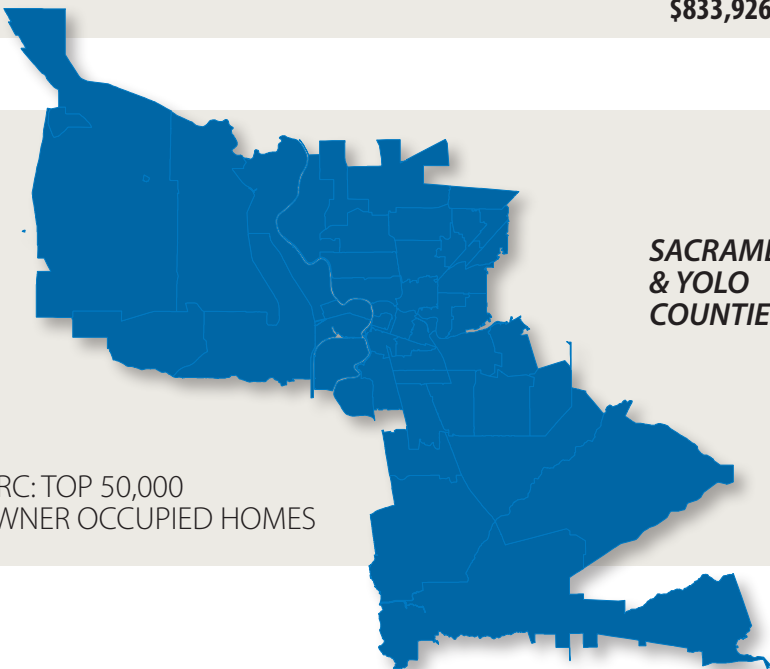 $833,926
SACRAME
& YOLO
COUNTIE
RC: TOP 50,000
WNER OCCUPIED HOMES